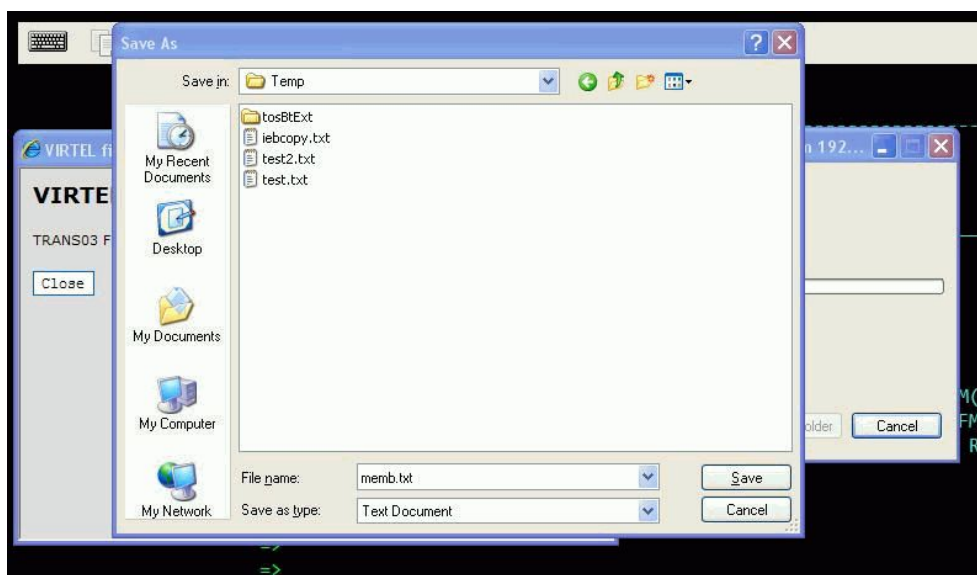 Save As
Save in:
Temp
tosBtExt
iebcopy.txt
test2.txt
test.txt
My Recent
Documents
Desktop
My Documents
My Computer
My Network
File name:
memb.txt
Save
Save as type:
Text Document
Cancel
VIRTEL fi
192...
VIRTE
TRANS03 F
Close
older
Cancel
M(
FM
R
=>
=>